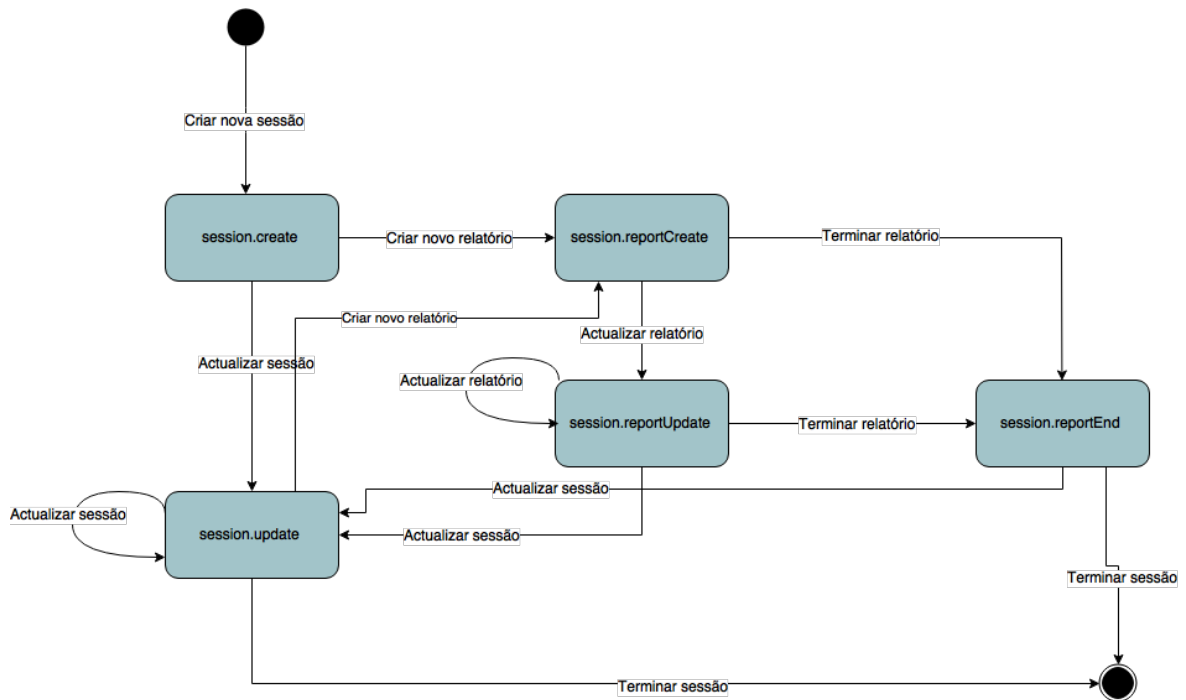 Criar nova sessão
session.create
Criar novo relatório
session.reportCreate
Terminar relatório
Criar novo relatório
Actualizar relatório
Actualizar sessão
Actualizar relatório
session.reportUpdate
Terminar relatório
session.reportEnd
Actualizar sessão
Actualizar sessão
session.update
Actualizar sessão
Terminar sessão
Terminar sessão